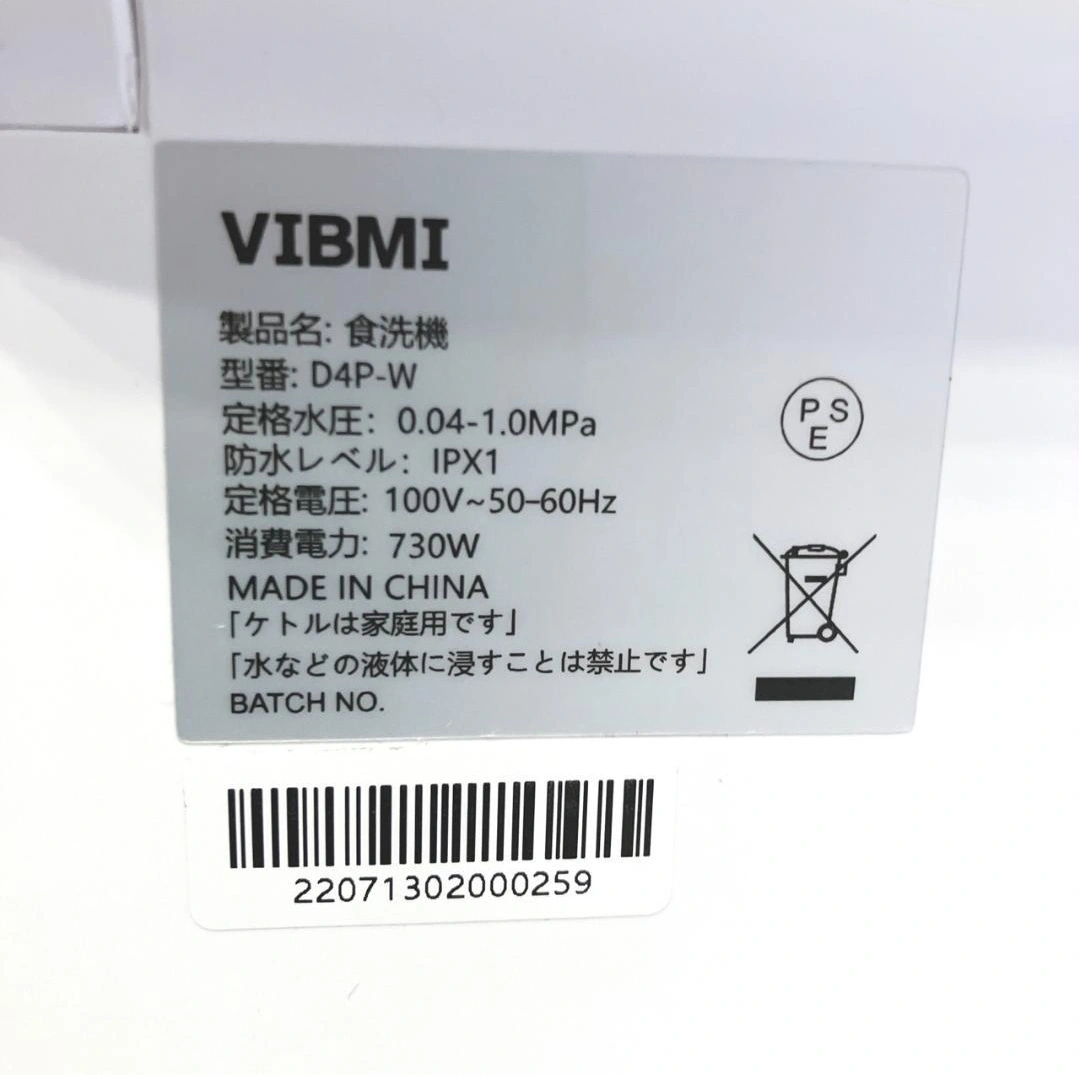 VIBMI
製品名: 食洗機
型番: D4P-W
定格水圧: 0.04-1.0MPa
防水レベル: IPX1
定格電圧: 100V~50-60Hz
消費電力: 730W
MADE IN CHINA
「ケトルは家庭用です」
「水などの液体に浸すことは禁止です」
BATCH NO.
PSE
22071302000259